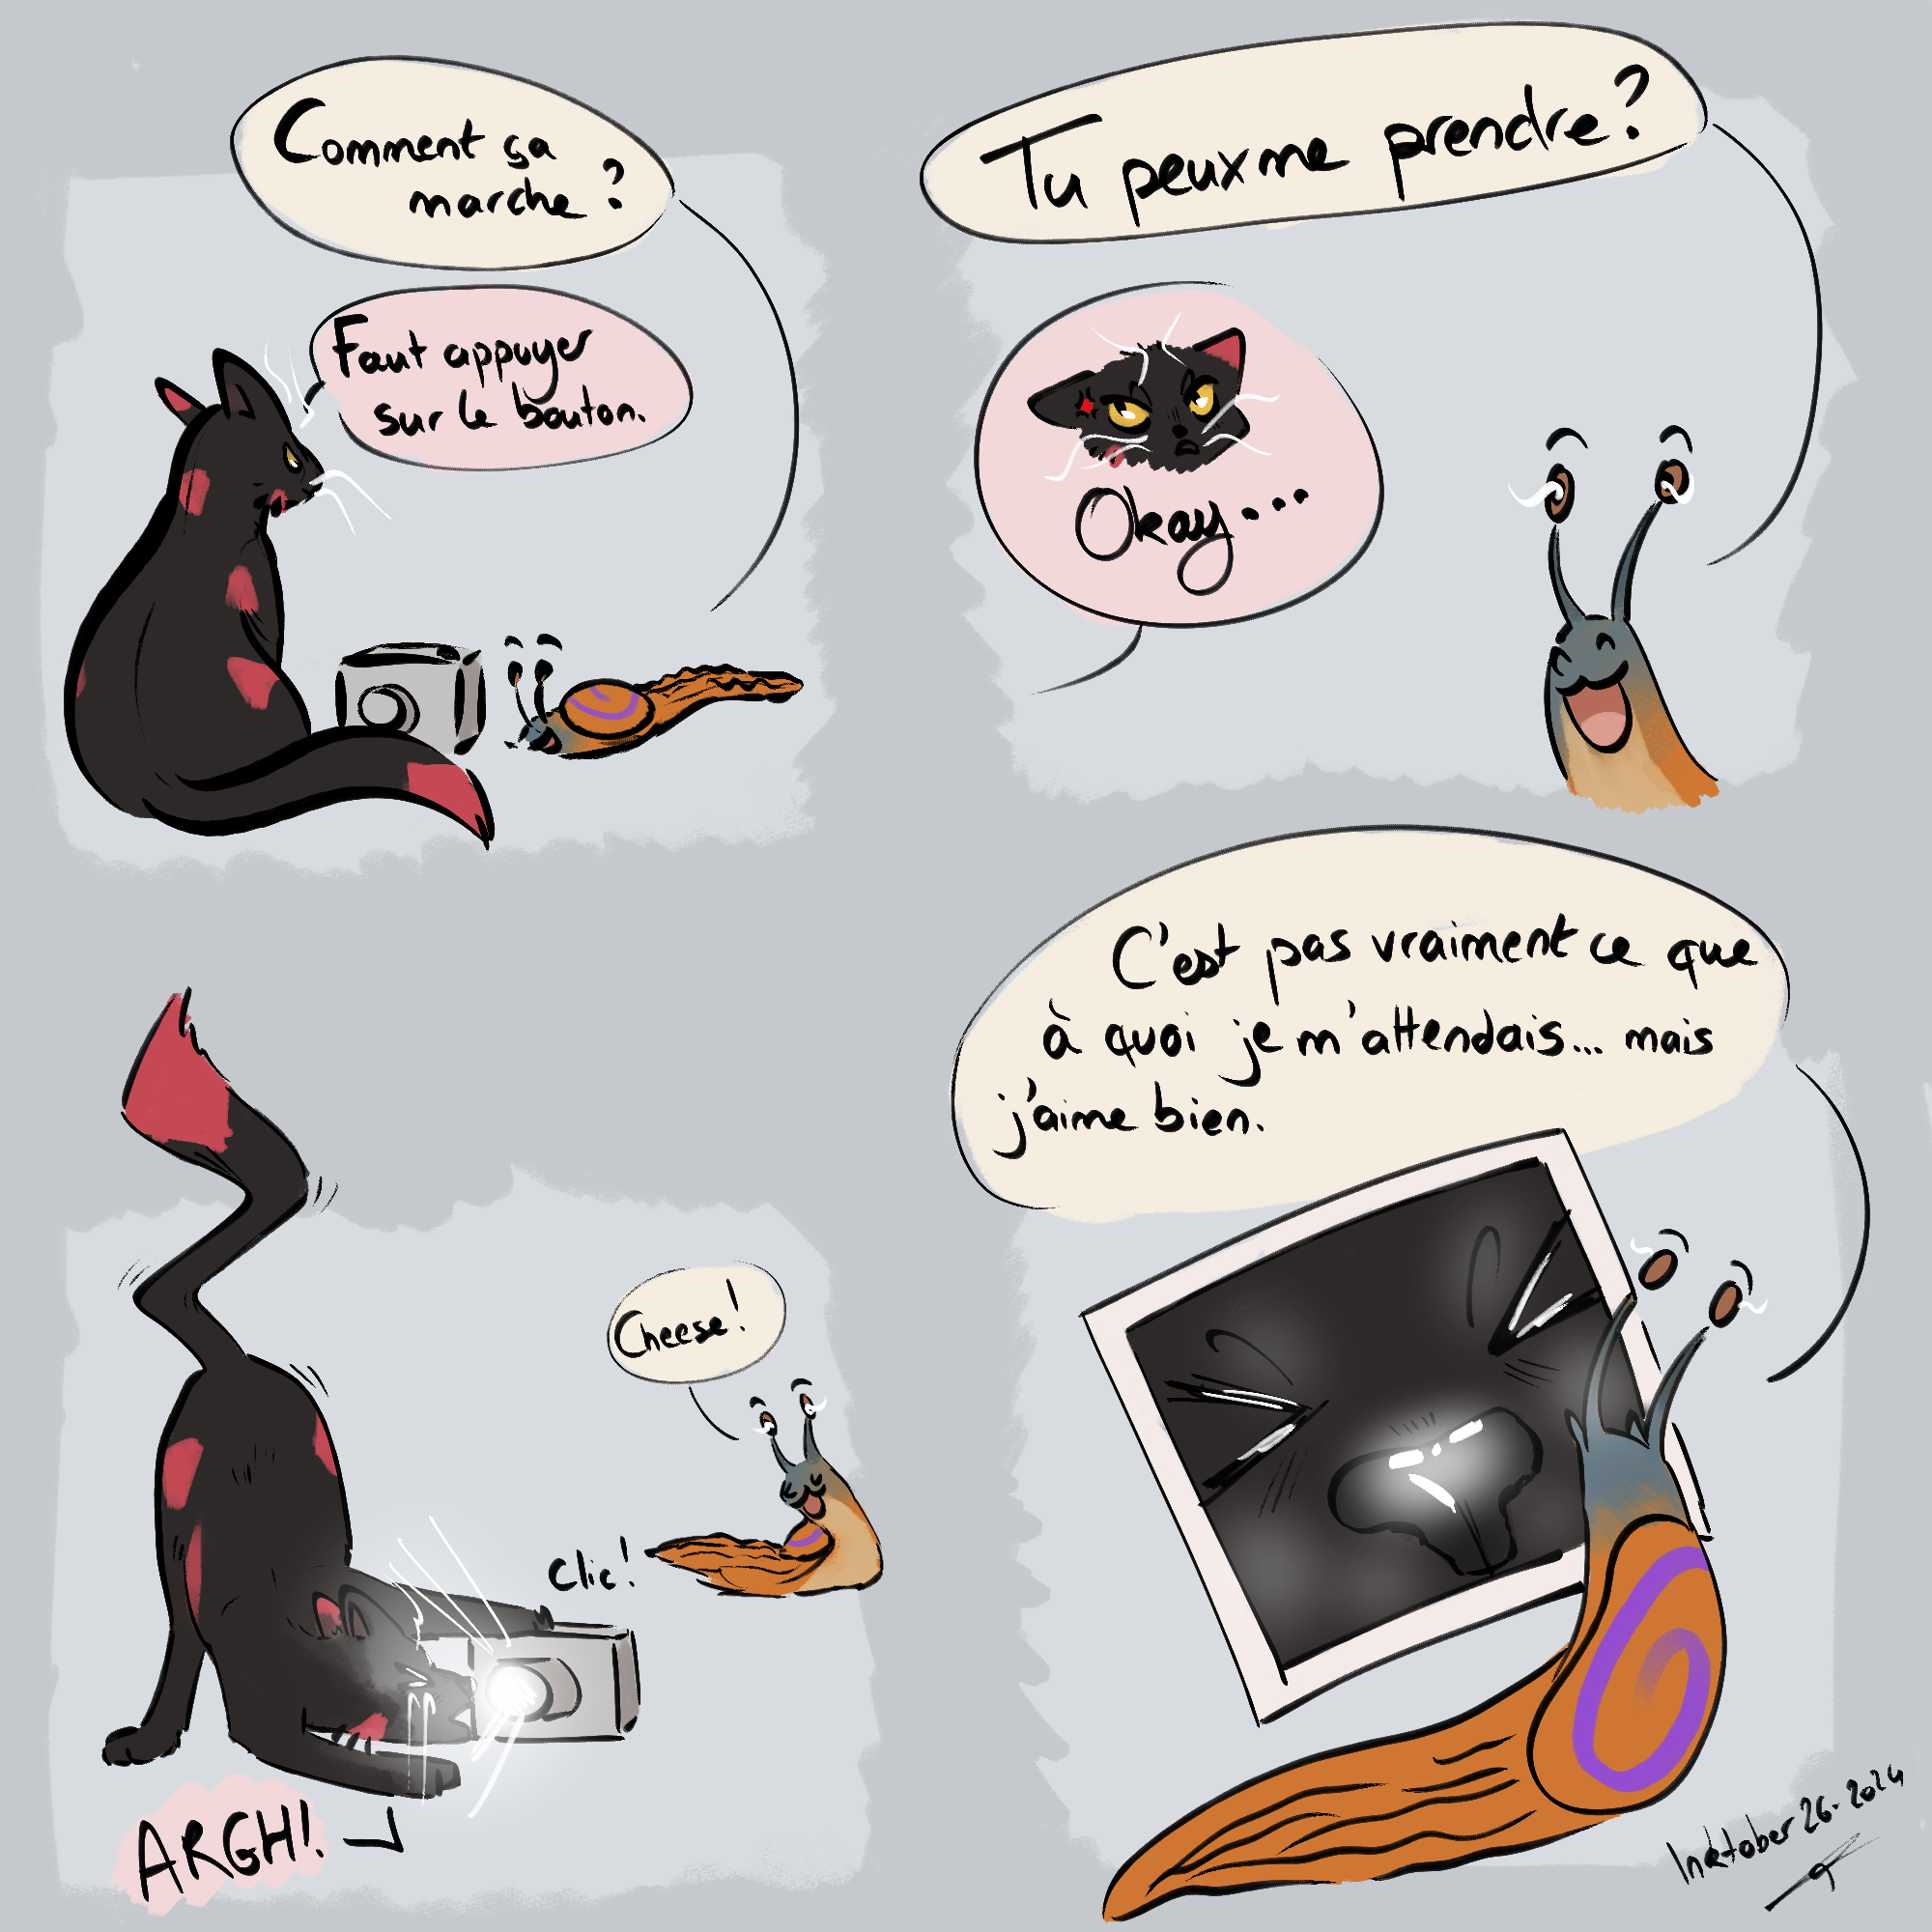 Comment ça
marche ?
Faut appuyer
sur le bouton.
Tu peux me prendre ?
Okay...
Cheese !
Clic !
ARGH !
C'est pas vraiment ce que
à quoi je m'attendais... mais
j'aime bien.
Inktober 26-2024